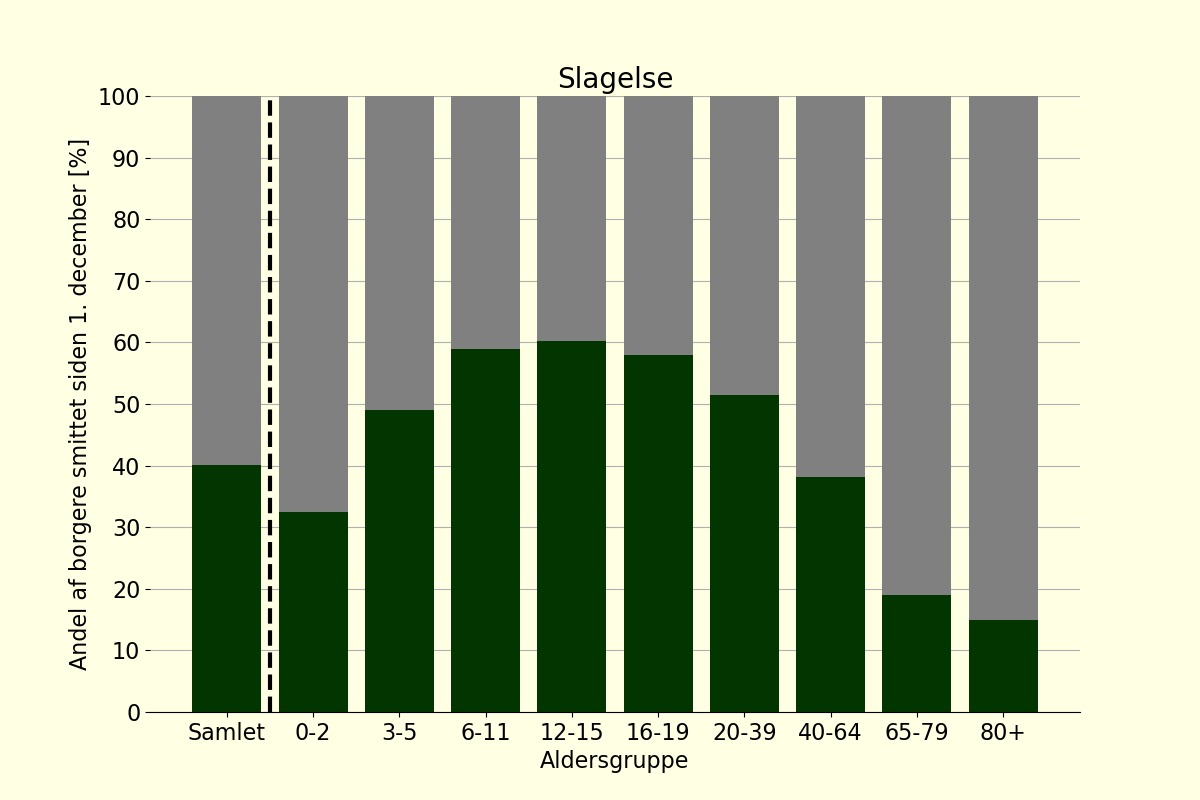 Slagelse
Andel af borgere smittet siden 1. december [%]
100
90
80
70
60
50
40
30
20
10
0
Samlet 0-2 3-5 6-11 12-15 16-19 20-39 40-64 65-79 80+
Aldersgruppe